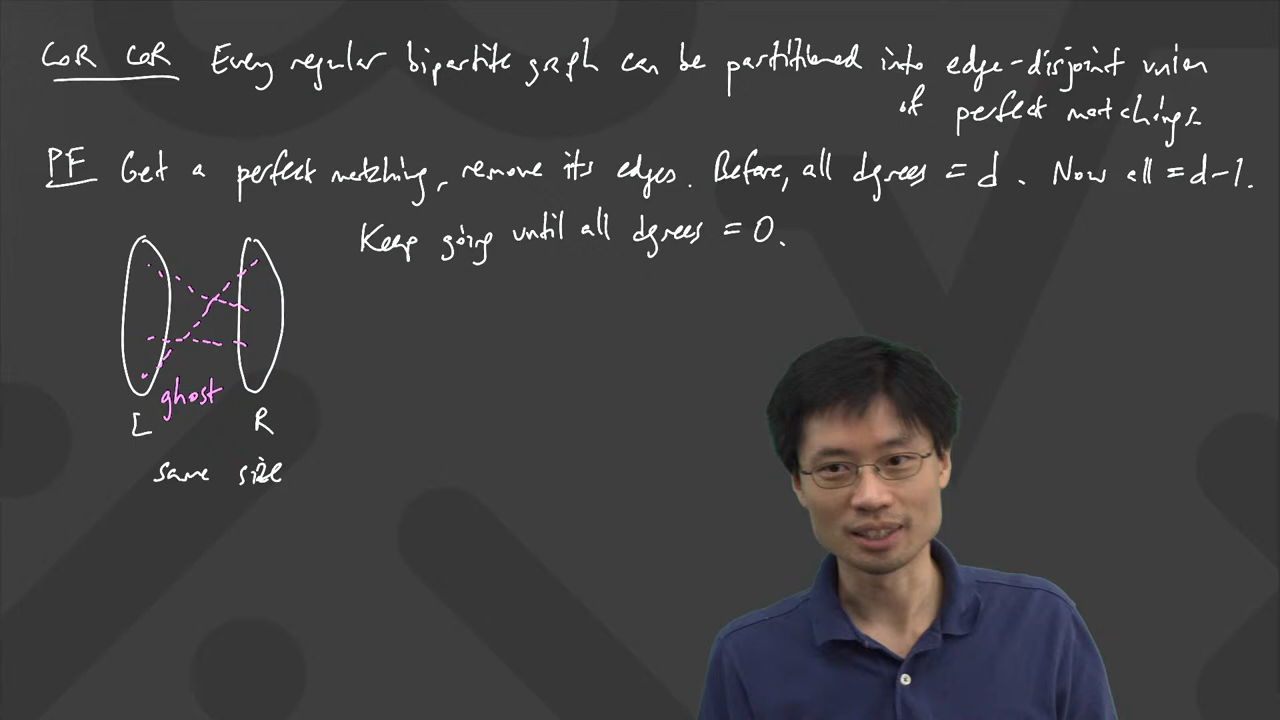 COR COR Every regular bipartite graph can be partitioned into edge-disjoint union
of perfect matchings.
PF Get a perfect matching, remove its edges. Before, all degrees = d. Now all = d-1.
Keep going until all degrees = 0.
ghost
L R
same size